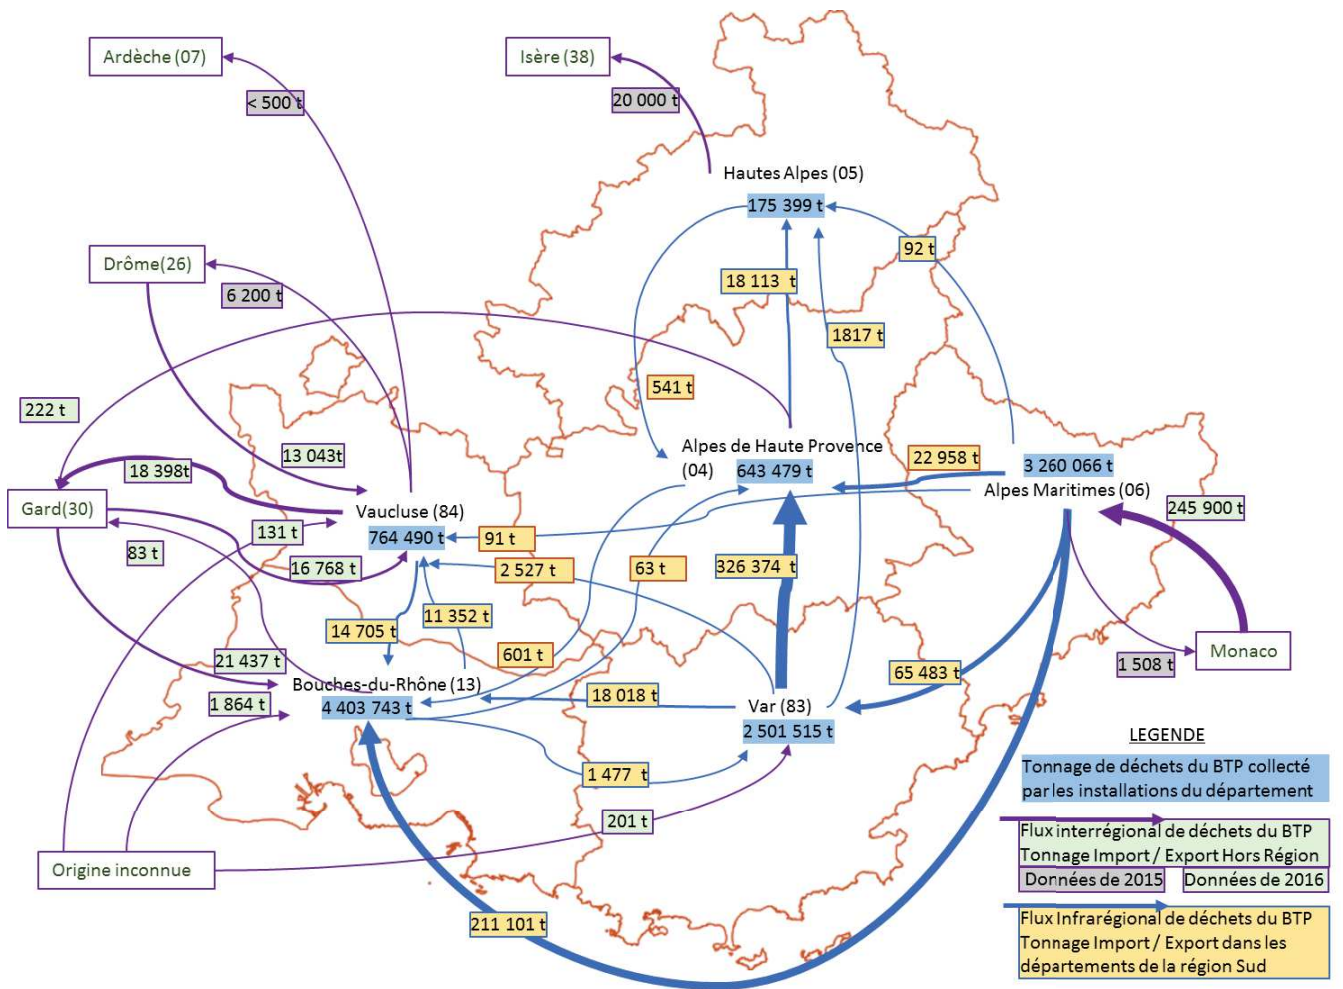 Ardèche (07)
Isère (38)
< 500 t
20 000 t
Hautes Alpes (05)
175 399 t
92 t
Drôme(26)
6 200 t
18 113 t
1817 t
541 t
222 t
13 043t
18 398t
Alpes de Haute Provence
(04)
643 479 t
22 958 t
3 260 066 t
Alpes Maritimes (06)
245 900 t
Gard(30)
Vaucluse (84)
764 490 t
131 t
83 t
91 t
16 768 t
2 527 t
63 t
326 374 t
11 352 t
14 705 t
601 t
21 437 t
65 483 t
1 508 t
Monaco
Bouches-du-Rhône (13)
4 403 743 t
1 864 t
18 018 t
Var (83)
2 501 515 t
1 477 t
201 t
Origine inconnue
211 101 t
LEGENDE
Tonnage de déchets du BTP collecté
par les installations du département
Flux interrégional de déchets du BTP
Tonnage Import / Export Hors Région
Données de 2015
Données de 2016
Flux Infrarégional de déchets du BTP
Tonnage Import / Export dans les
départements de la région Sud